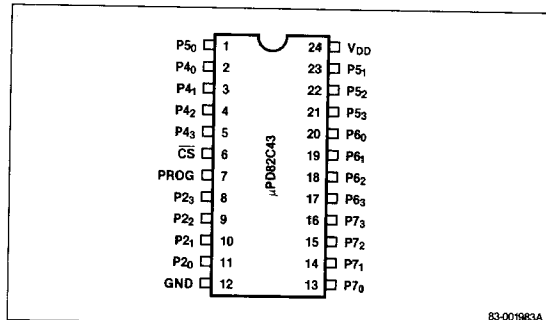 P5₀ 1 24 VDD
P4₀ 2 23 P5₁
P4₁ 3 22 P5₂
P4₂ 4 21 P5₃
P4₃ 5 20 P6₀
C̅S̅ 6 19 P6₁
PROG 7 18 P6₂
P2₃ 8 17 P6₃
P2₂ 9 16 P7₃
P2₁ 10 15 P7₂
P2₀ 11 14 P7₁
GND 12 13 P7₀
μPD82C43
83-001983A